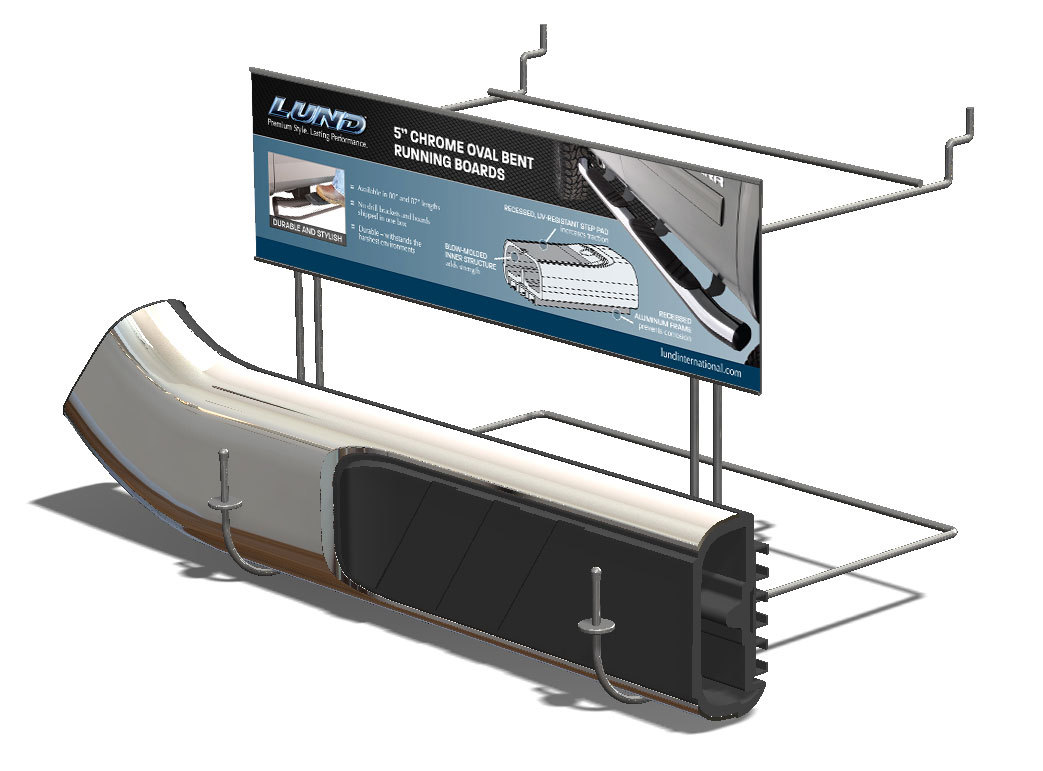 LUND
Premium Style. Lasting Performance.
5" CHROME OVAL BENT
RUNNING BOARDS
DURABLE AND STYLISH
Available in 80" and 87" lengths
No drill brackets and boards
shipped in one box
Durable – withstands the
harshest environments
RECESSED, UV-RESISTANT STEP PAD
increases traction
BLOW-MOLDED
INNER STRUCTURE
adds strength
RECESSED
ALUMINUM FRAME
prevents corrosion
lundinternational.com